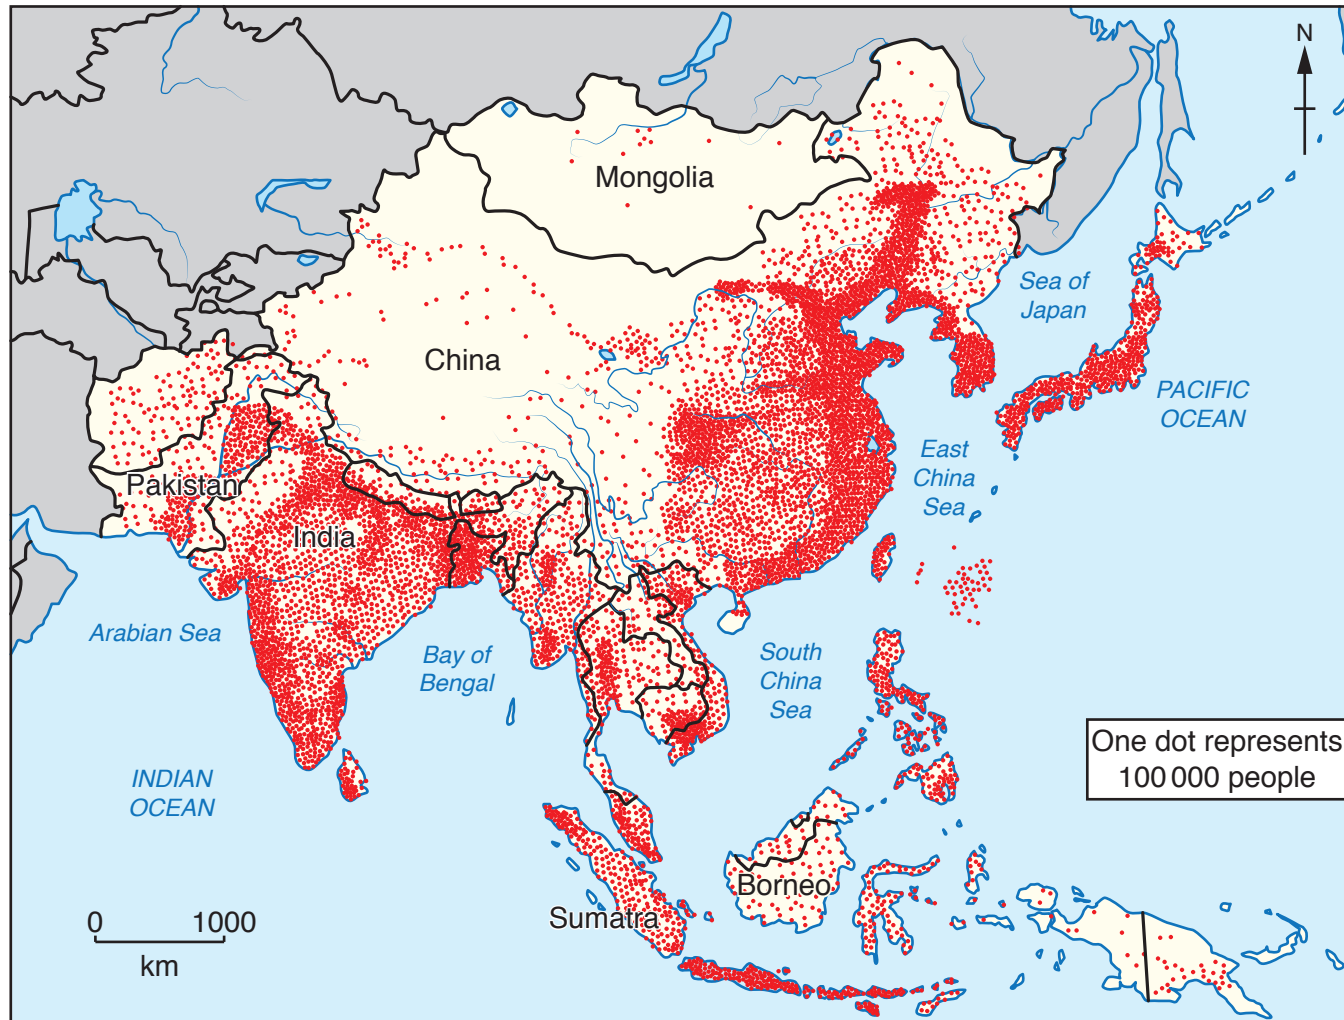 N
Mongolia
Sea of
Japan
China
PACIFIC
OCEAN
East
China
Sea
Pakistan
India
Arabian Sea
Bay of
Bengal
South
China
Sea
One dot represents
100 000 people
INDIAN
OCEAN
Borneo
Sumatra
0 1000
km